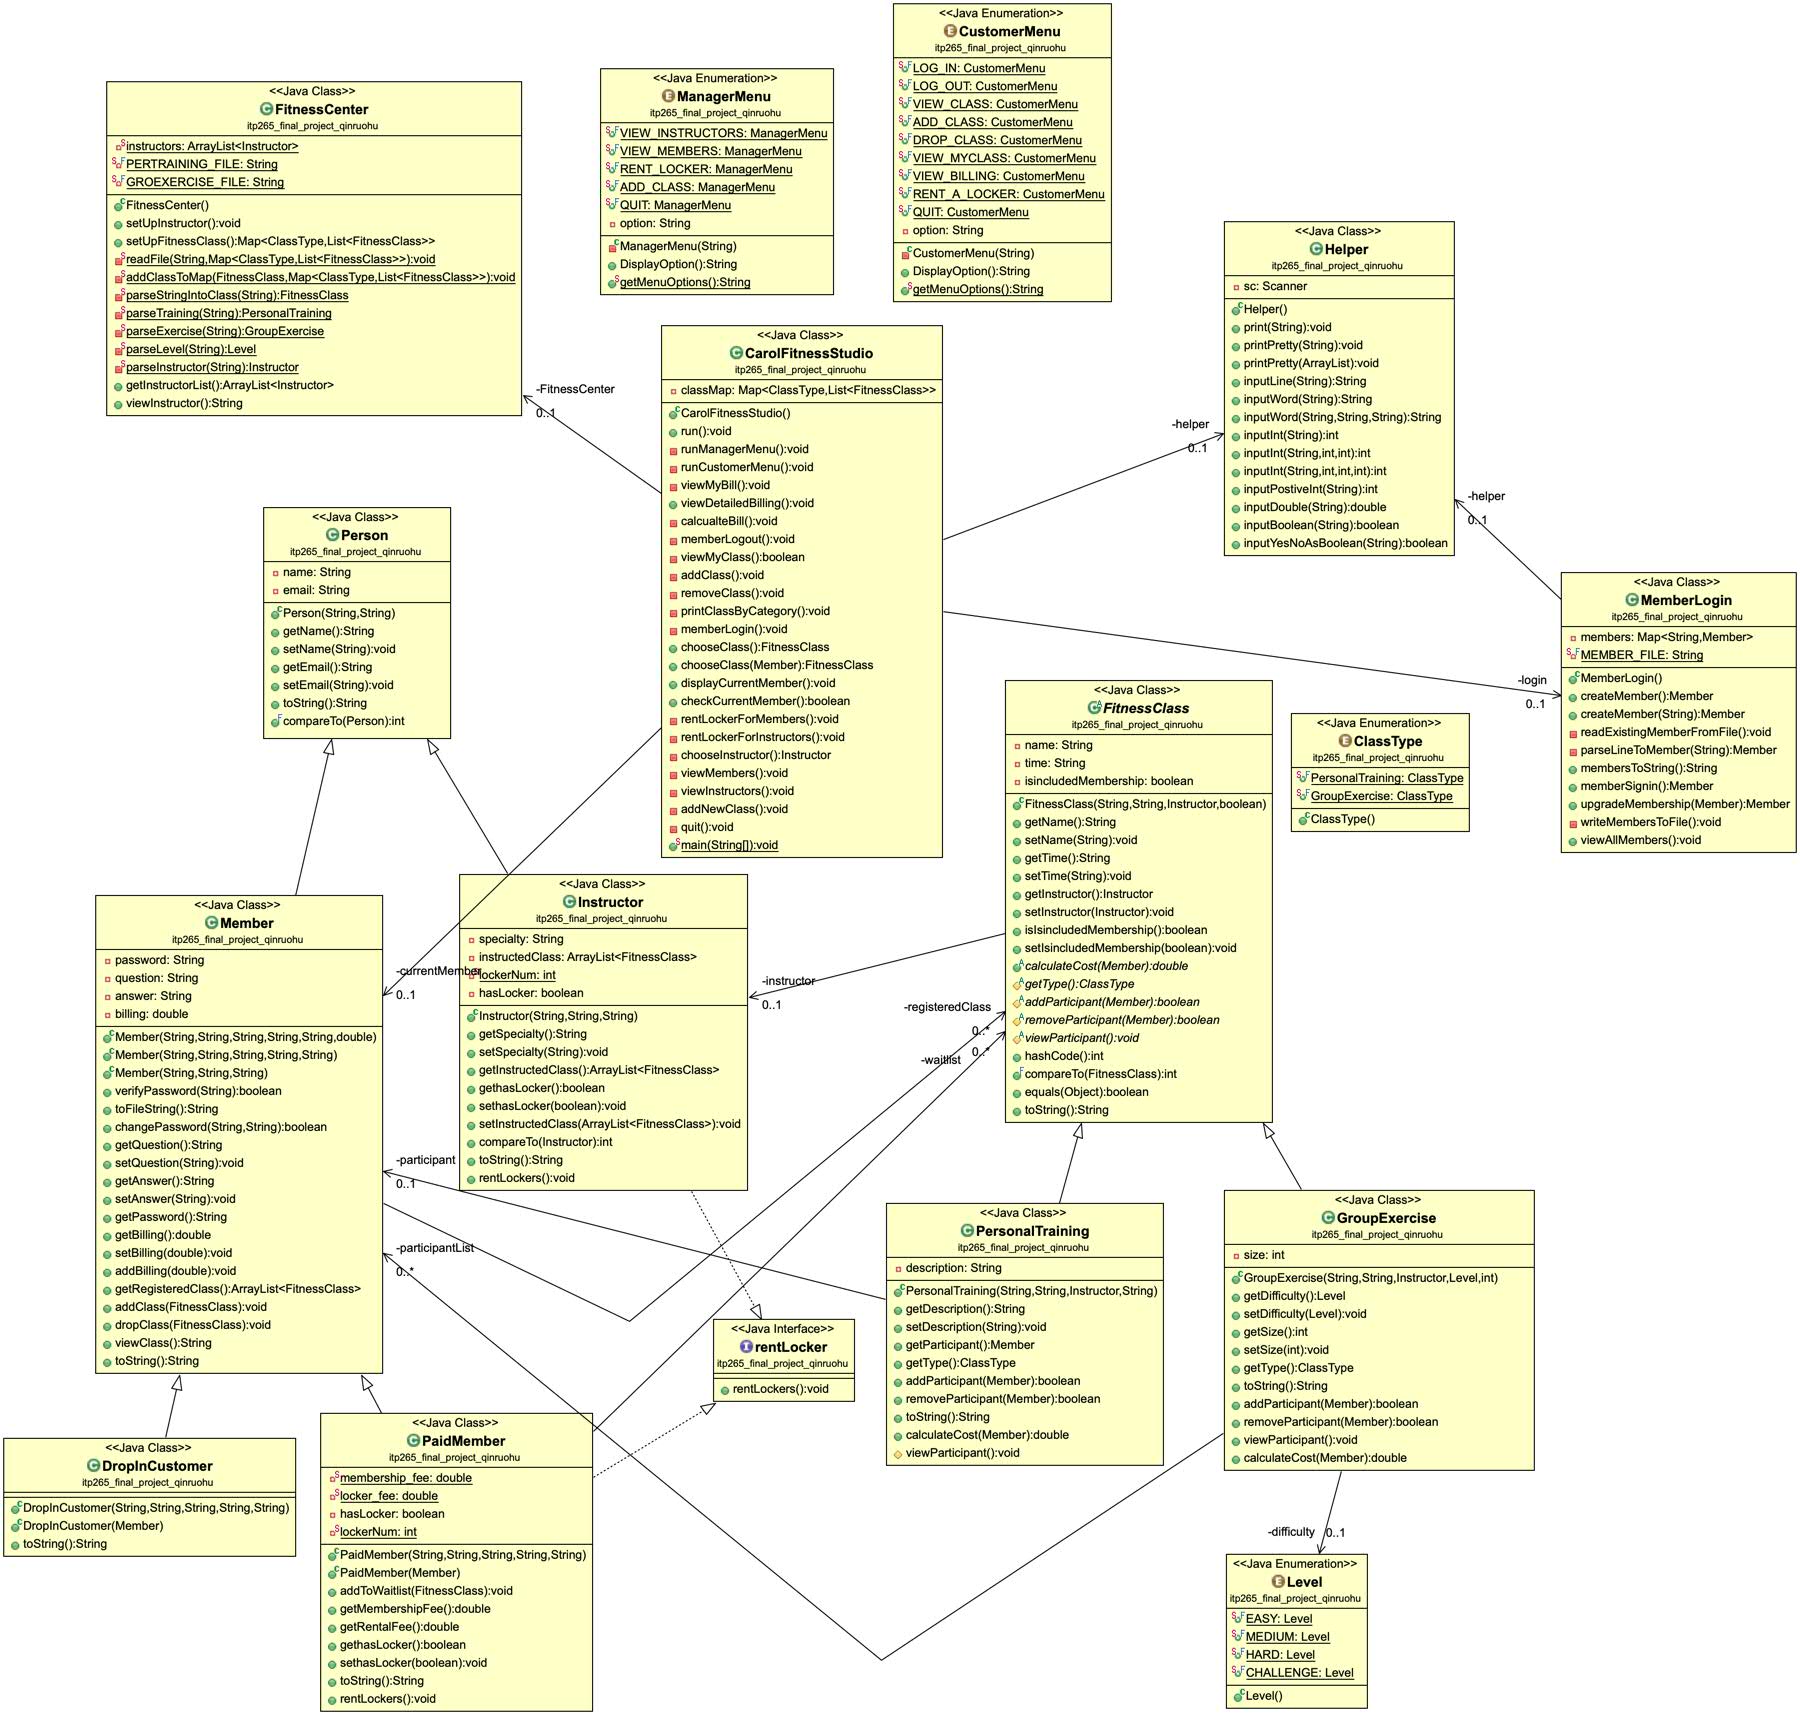 <<Java Enumeration>>
CustomerMenu
itp265_final_project_qinruohu
LOG_IN: CustomerMenu
LOG_OUT: CustomerMenu
VIEW_CLASS: CustomerMenu
ADD_CLASS: CustomerMenu
DROP_CLASS: CustomerMenu
VIEW_MYCLASS: CustomerMenu
VIEW_BILLING: CustomerMenu
RENT_A_LOCKER: CustomerMenu
QUIT: CustomerMenu
option: String
CustomerMenu(String)
DisplayOption():String
getMenuOptions():String
<<Java Enumeration>>
ManagerMenu
itp265_final_project_qinruohu
VIEW_INSTRUCTORS: ManagerMenu
VIEW_MEMBERS: ManagerMenu
RENT_LOCKER: ManagerMenu
ADD_CLASS: ManagerMenu
QUIT: ManagerMenu
option: String
ManagerMenu(String)
DisplayOption():String
getMenuOptions():String
<<Java Class>>
FitnessCenter
itp265_final_project_qinruohu
instructors: ArrayList<Instructor>
PERTRAINING_FILE: String
GROEXERCISE_FILE: String
FitnessCenter()
setUpInstructor():void
setUpFitnessClass():Map<ClassType,List<FitnessClass>>
readFile(String,Map<ClassType,List<FitnessClass>>):void
addClassToMap(FitnessClass,Map<ClassType,List<FitnessClass>>):void
parseStringIntoClass(String):FitnessClass
parseTraining(String):PersonalTraining
parseExercise(String):GroupExercise
parseLevel(String):Level
parseInstructor(String):Instructor
getInstructorList():ArrayList<Instructor>
viewInstructor():String
-FitnessCenter
0..1
<<Java Class>>
CarolFitnessStudio
itp265_final_project_qinruohu
classMap: Map<ClassType,List<FitnessClass>>
CarolFitnessStudio()
run():void
runManagerMenu():void
runCustomerMenu():void
viewMyBill():void
viewDetailedBilling():void
calcualteBill():void
memberLogout():void
viewMyClass():boolean
addClass():void
removeClass():void
printClassByCategory():void
memberLogin():void
chooseClass():FitnessClass
chooseClass(Member):FitnessClass
displayCurrentMember():void
checkCurrentMember():boolean
rentLockerForMembers():void
rentLockerForInstructors():void
chooseInstructor():Instructor
viewMembers():void
viewInstructors():void
addNewClass():void
quit():void
main(String[]):void
<<Java Class>>
Helper
itp265_final_project_qinruohu
sc: Scanner
Helper()
print(String):void
printPretty(String):void
printPretty(ArrayList):void
inputLine(String):String
inputWord(String):String
inputWord(String,String,String):String
inputInt(String):int
inputInt(String,int,int):int
inputInt(String,int,int,int):int
inputPostiveInt(String):int
inputDouble(String):double
inputBoolean(String):boolean
inputYesNoAsBoolean(String):boolean
-helper
0..1
-helper
0..1
<<Java Class>>
MemberLogin
itp265_final_project_qinruohu
members: Map<String,Member>
MEMBER_FILE: String
MemberLogin()
createMember():Member
createMember(String):Member
readExistingMemberFromFile():void
parseLineToMember(String):Member
membersToString():String
memberSignin():Member
upgradeMembership(Member):Member
writeMembersToFile():void
viewAllMembers():void
-login
0..1
<<Java Class>>
Person
itp265_final_project_qinruohu
name: String
email: String
Person(String,String)
getName():String
setName(String):void
getEmail():String
setEmail(String):void
toString():String
compareTo(Person):int
<<Java Class>>
FitnessClass
itp265_final_project_qinruohu
name: String
time: String
isincludedMembership: boolean
FitnessClass(String,String,Instructor,boolean)
getName():String
setName(String):void
getTime():String
setTime(String):void
getInstructor():Instructor
setInstructor(Instructor):void
isIsincludedMembership():boolean
setIsincludedMembership(boolean):void
calculateCost(Member):double
getType():ClassType
addParticipant(Member):boolean
removeParticipant(Member):boolean
viewParticipant():void
hashCode():int
compareTo(FitnessClass):int
equals(Object):boolean
toString():String
<<Java Enumeration>>
ClassType
itp265_final_project_qinruohu
PersonalTraining: ClassType
GroupExercise: ClassType
ClassType()
<<Java Class>>
Member
itp265_final_project_qinruohu
password: String
question: String
answer: String
billing: double
Member(String,String,String,String,String,double)
Member(String,String,String,String,String)
Member(String,String,String)
verifyPassword(String):boolean
toFileString():String
changePassword(String,String):boolean
getQuestion():String
setQuestion(String):void
getAnswer():String
setAnswer(String):void
getPassword():String
getBilling():double
setBilling(double):void
addBilling(double):void
getRegisteredClass():ArrayList<FitnessClass>
addClass(FitnessClass):void
dropClass(FitnessClass):void
viewClass():String
toString():String
-currentMember
0..1
<<Java Class>>
Instructor
itp265_final_project_qinruohu
specialty: String
instructedClass: ArrayList<FitnessClass>
lockerNum: int
hasLocker: boolean
Instructor(String,String,String)
getSpecialty():String
setSpecialty(String):void
getInstructedClass():ArrayList<FitnessClass>
gethasLocker():boolean
sethasLocker(boolean):void
setInstructedClass(ArrayList<FitnessClass>):void
compareTo(Instructor):int
toString():String
rentLockers():void
-instructor
0..1
-registeredClass
0..*
-waitlist
0..*
-participant
0..1
-participantList
0..*
<<Java Interface>>
rentLocker
itp265_final_project_qinruohu
rentLockers():void
<<Java Class>>
PersonalTraining
itp265_final_project_qinruohu
description: String
PersonalTraining(String,String,Instructor,String)
getDescription():String
setDescription(String):void
getParticipant():Member
getType():ClassType
addParticipant(Member):boolean
removeParticipant(Member):boolean
toString():String
calculateCost(Member):double
viewParticipant():void
<<Java Class>>
GroupExercise
itp265_final_project_qinruohu
size: int
GroupExercise(String,String,Instructor,Level,int)
getDifficulty():Level
setDifficulty(Level):void
getSize():int
setSize(int):void
getType():ClassType
toString():String
addParticipant(Member):boolean
removeParticipant(Member):boolean
viewParticipant():void
calculateCost(Member):double
<<Java Class>>
DropInCustomer
itp265_final_project_qinruohu
DropInCustomer(String,String,String,String,String)
DropInCustomer(Member)
toString():String
<<Java Class>>
PaidMember
itp265_final_project_qinruohu
membership_fee: double
locker_fee: double
hasLocker: boolean
lockerNum: int
PaidMember(String,String,String,String,String)
PaidMember(Member)
addToWaitlist(FitnessClass):void
getMembershipFee():double
getRentalFee():double
gethasLocker():boolean
sethasLocker(boolean):void
toString():String
rentLockers():void
-difficulty
0..1
<<Java Enumeration>>
Level
itp265_final_project_qinruohu
EASY: Level
MEDIUM: Level
HARD: Level
CHALLENGE: Level
Level()